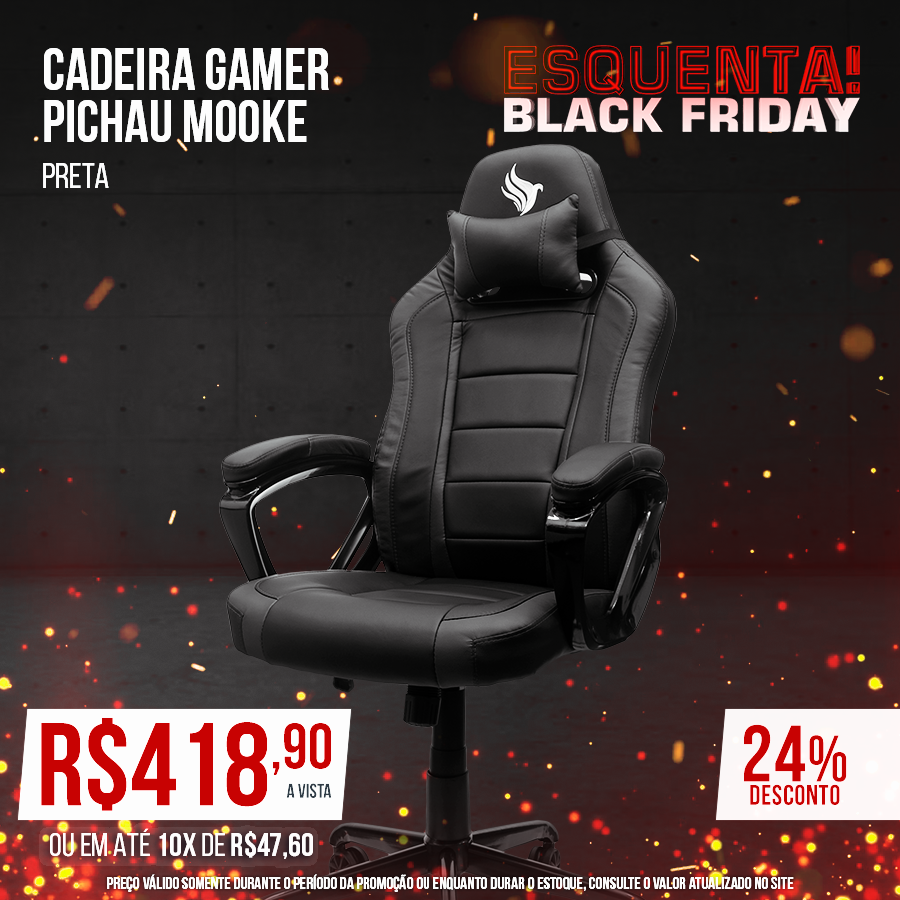 CADEIRA GAMER
PICHAU MOOKE
PRETA
ESQUENTA!
BLACK FRIDAY
R$418,90
A VISTA
OU EM ATÉ 10X DE R$47,60
24%
DESCONTO
PREÇO VÁLIDO SOMENTE DURANTE O PERÍODO DA PROMOÇÃO OU ENQUANTO DURAR O ESTOQUE, CONSULTE O VALOR ATUALIZADO NO SITE